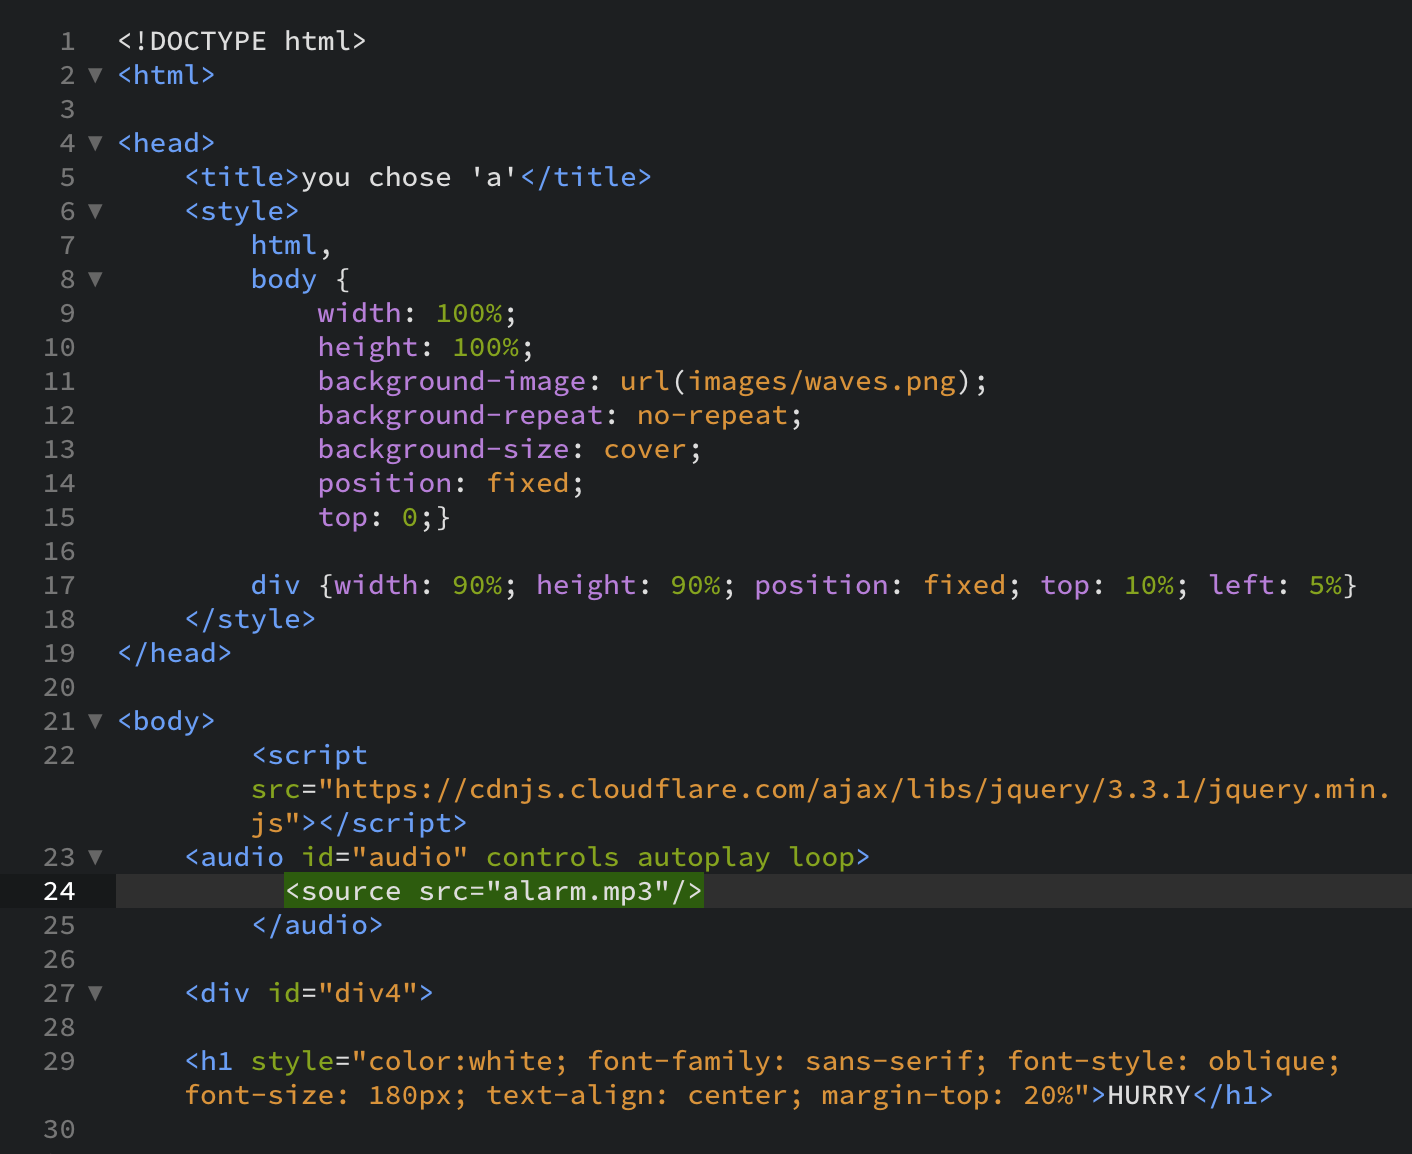 1 <!DOCTYPE html>
2 ▼ <html>
3
4 ▼ <head>
5 <title>you chose 'a'</title>
6 ▼ <style>
7 html,
8 ▼ body {
9 width: 100%;
10 height: 100%;
11 background-image: url(images/waves.png);
12 background-repeat: no-repeat;
13 background-size: cover;
14 position: fixed;
15 top: 0;}
16
17 div {width: 90%; height: 90%; position: fixed; top: 10%; left: 5%}
18 </style>
19 </head>
20
21 ▼ <body>
22 <script
src="https://cdnjs.cloudflare.com/ajax/libs/jquery/3.3.1/jquery.min.
js"></script>
23 ▼ <audio id="audio" controls autoplay loop>
24 <source src="alarm.mp3"/>
25 </audio>
26
27 ▼ <div id="div4">
28
29 <h1 style="color:white; font-family: sans-serif; font-style: oblique;
font-size: 180px; text-align: center; margin-top: 20%">HURRY</h1>
30